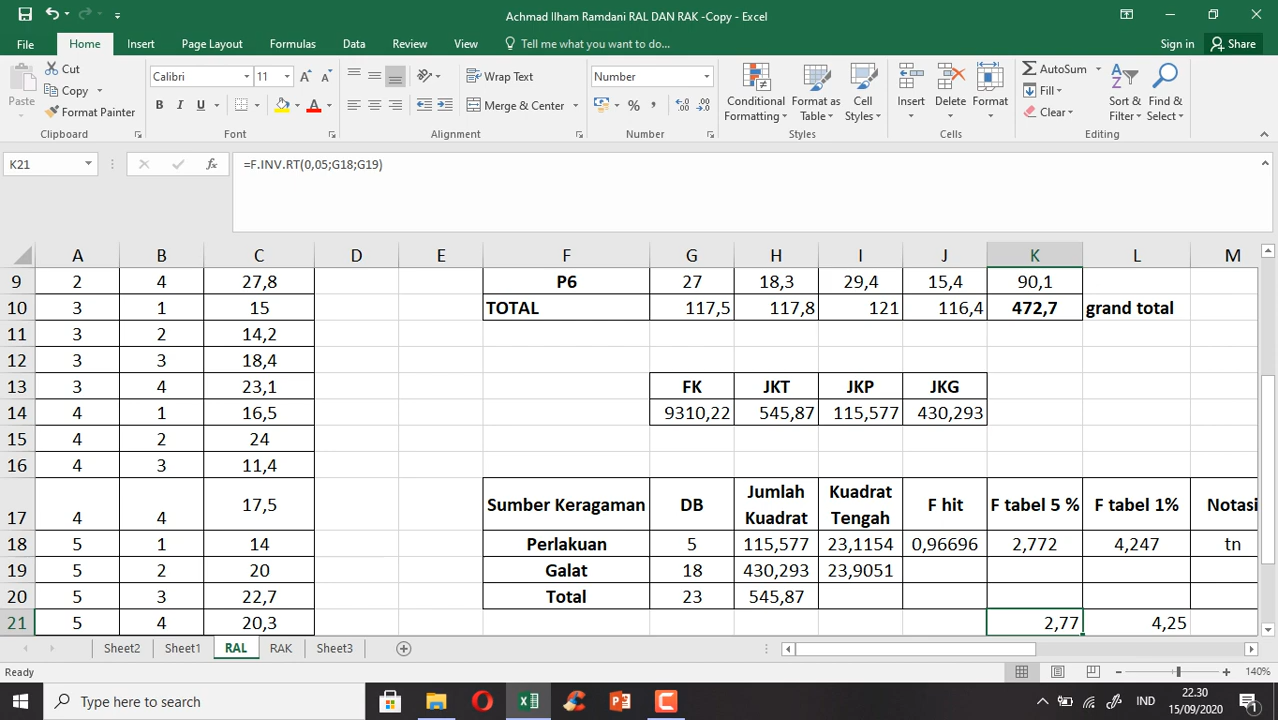 Achmad Ilham Ramdani RAL DAN RAK -Copy - Excel
File Home Insert Page Layout Formulas Data Review View Tell me what you want to do... Sign in Share
Paste Cut Copy Format Painter Clipboard
Calibri 11 B I U A Font
Wrap Text Merge & Center Alignment
Number % Number
Conditional Formatting Format as Table Cell Styles Styles
Insert Delete Format Cells
AutoSum Fill Clear Sort & Filter Find & Select Editing
K21 fx =F.INV.RT(0,05;G18;G19)
A B C D E F G H I J K L M
9 2 4 27,8 P6 27 18,3 29,4 15,4 90,1
10 3 1 15 TOTAL 117,5 117,8 121 116,4 472,7 grand total
11 3 2 14,2
12 3 3 18,4
13 3 4 23,1 FK JKT JKP JKG
14 4 1 16,5 9310,22 545,87 115,577 430,293
15 4 2 24
16 4 3 11,4
17 4 4 17,5 Sumber Keragaman DB Jumlah Kuadrat Kuadrat Tengah F hit F tabel 5 % F tabel 1% Notasi
18 5 1 14 Perlakuan 5 115,577 23,1154 0,96696 2,772 4,247 tn
19 5 2 20 Galat 18 430,293 23,9051
20 5 3 22,7 Total 23 545,87
21 5 4 20,3 2,77 4,25
Sheet2 Sheet1 RAL RAK Sheet3
Ready 140%
Type here to search IND 22.30
15/09/2020 1